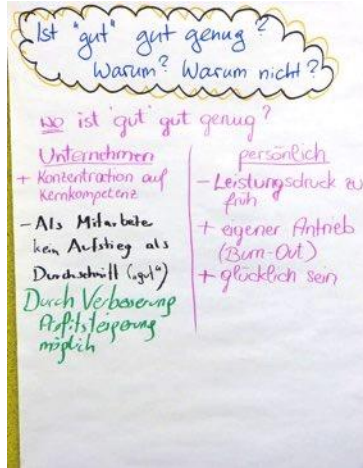 Ist "gut" gut genug?
Warum? Warum nicht?
Wo ist "gut" gut genug?
Unternehmen
+ Konzentration auf
Kernkompetenz
- Als Mitarbete
kein Aufstieg als
Durchschnitt ("gut")
Durch Verbesserung
Profitsteigerung
möglich
persönlich
- Leistungsdruck zu
früh
+ eigener Antrieb
(Burn-Out)
+ glücklich sein